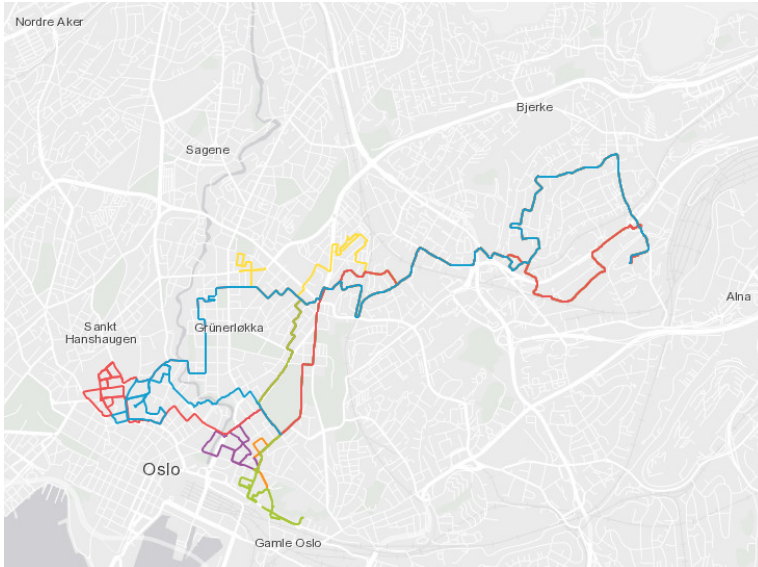 Nordre Aker
Bjerke
Sagene
Alna
Sankt
Hanshaugen
Grünerløkka
Oslo
Gamle Oslo